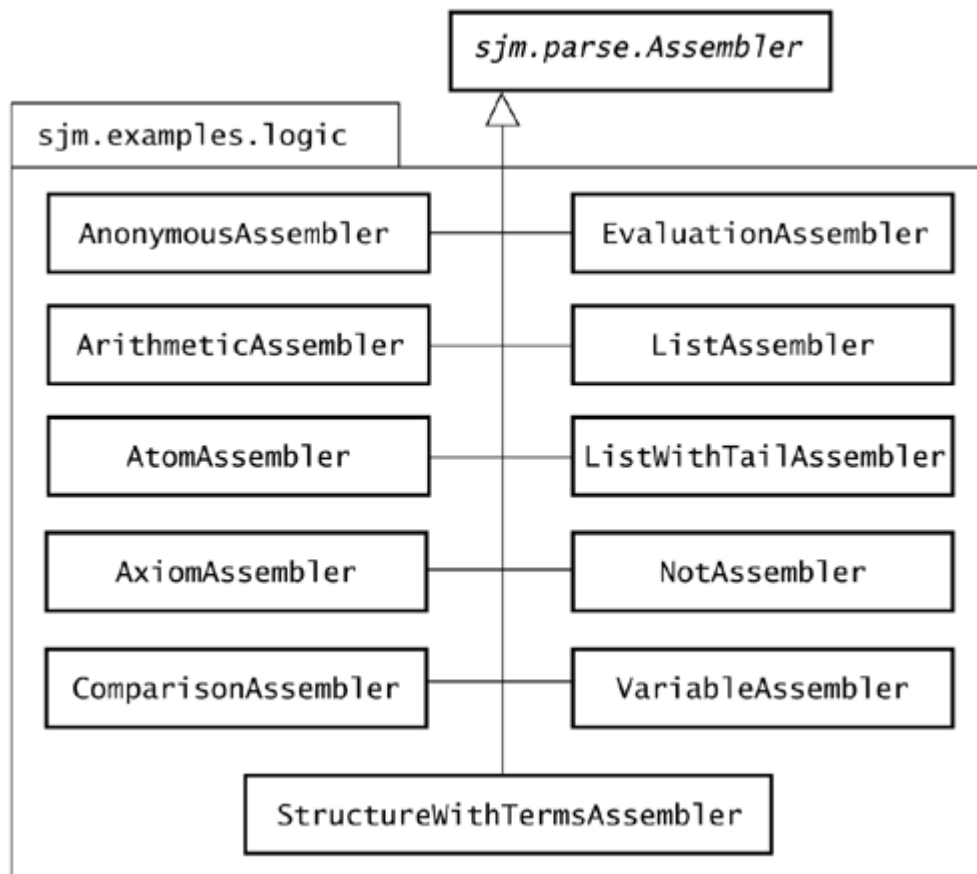 sjm.parse.Assembler
sjm.examples.logic
AnonymousAssembler
EvaluationAssembler
ArithmeticAssembler
ListAssembler
AtomAssembler
ListWithTailAssembler
AxiomAssembler
NotAssembler
ComparisonAssembler
VariableAssembler
StructureWithTermsAssembler